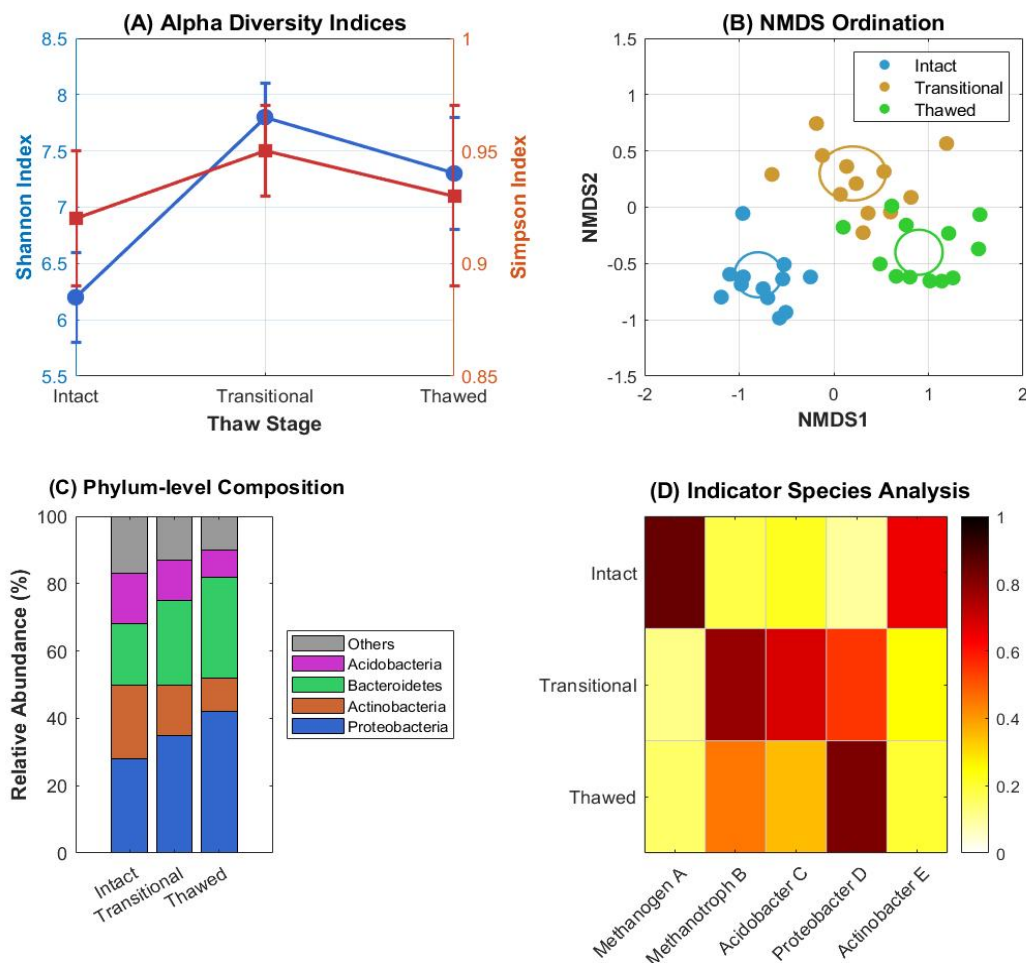 (A) Alpha Diversity Indices
8.5
8
7.5
7
6.5
6
5.5
Shannon Index
1
0.95
0.9
0.85
Simpson Index
Intact
Transitional
Thawed
Thaw Stage
(B) NMDS Ordination
1.5
1
0.5
0
-0.5
-1
-1.5
NMDS2
Intact
Transitional
Thawed
-2
-1
0
1
2
NMDS1
(C) Phylum-level Composition
100
80
60
40
20
0
Relative Abundance (%)
Others
Acidobacteria
Bacteroidetes
Actinobacteria
Proteobacteria
Intact
Transitional
Thawed
(D) Indicator Species Analysis
Intact
Transitional
Thawed
1
0.8
0.6
0.4
0.2
0
Methanogen A
Methanotroph B
Acidobacter C
Proteobacter D
Actinobacter E